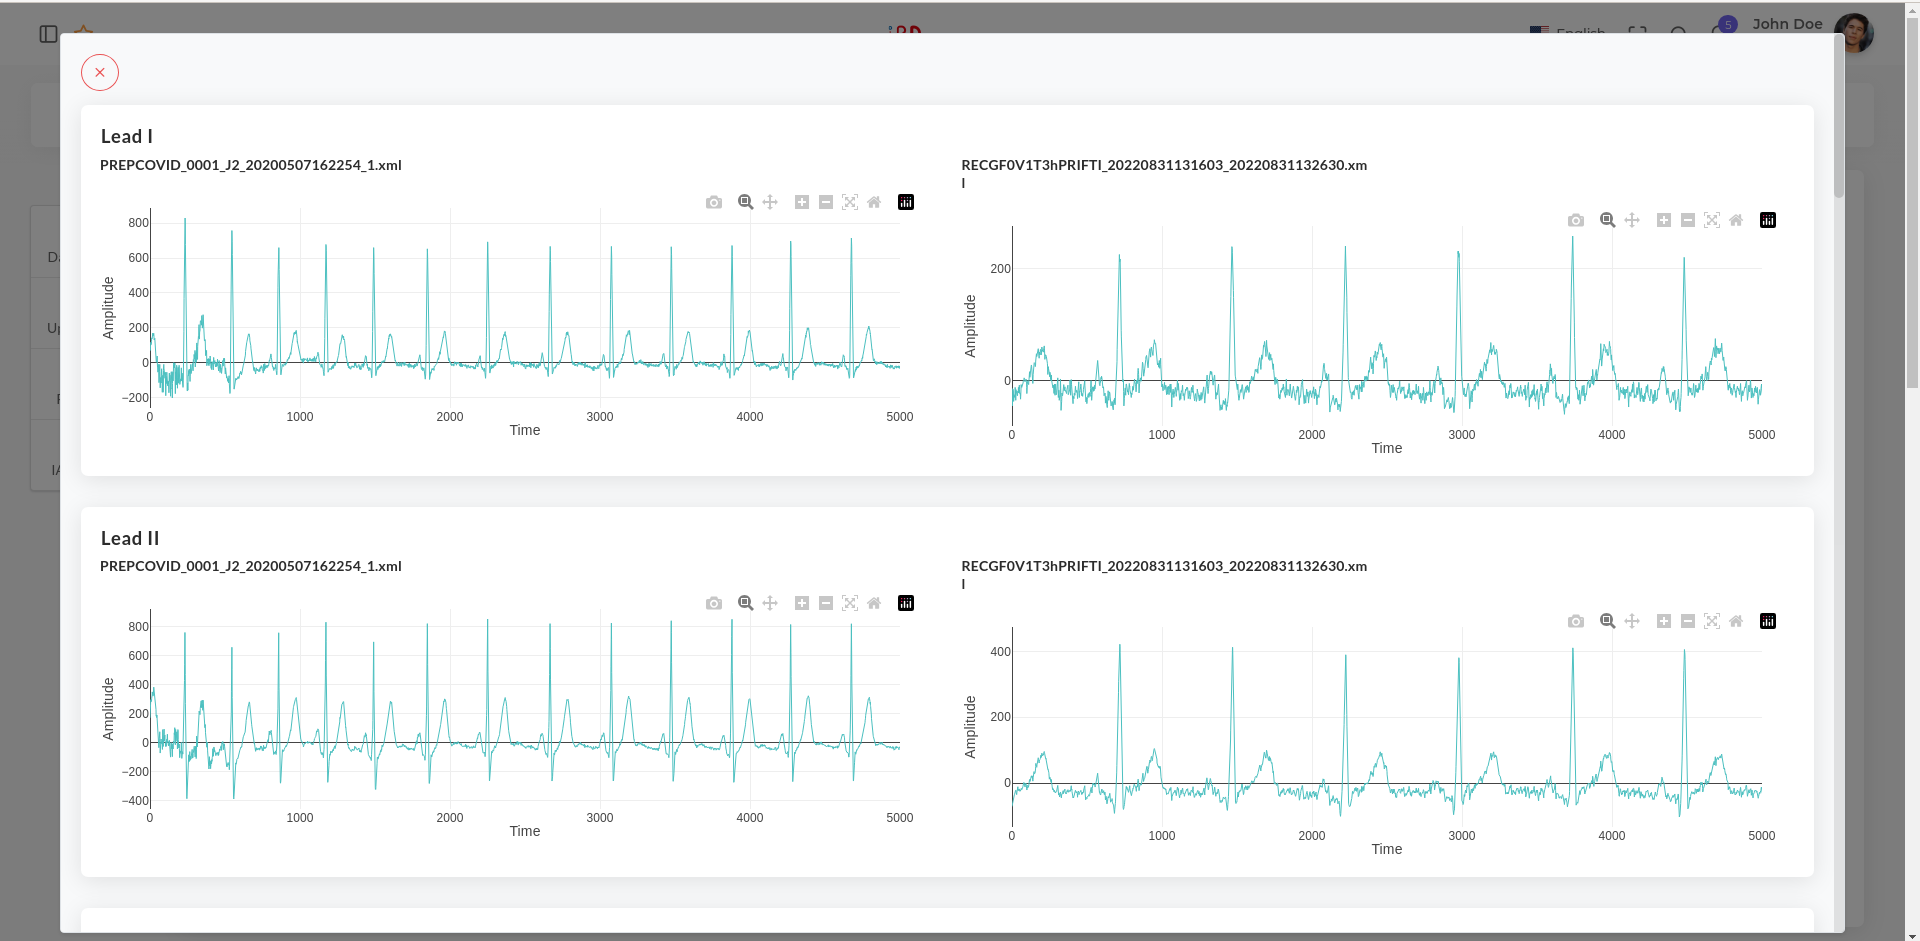 John Doe
5
English
Lead I
PREPCOVID_0001_J2_20200507162254_1.xml
800
600
400
200
0
−200
Amplitude
0 1000 2000 3000 4000 5000
Time
RECGF0V1T3hPRIFTI_20220831131603_20220831132630.xm
l
200
0
Amplitude
0 1000 2000 3000 4000 5000
Time
Lead II
PREPCOVID_0001_J2_20200507162254_1.xml
800
600
400
200
0
−200
−400
Amplitude
0 1000 2000 3000 4000 5000
Time
RECGF0V1T3hPRIFTI_20220831131603_20220831132630.xm
l
400
200
0
Amplitude
0 1000 2000 3000 4000 5000
Time